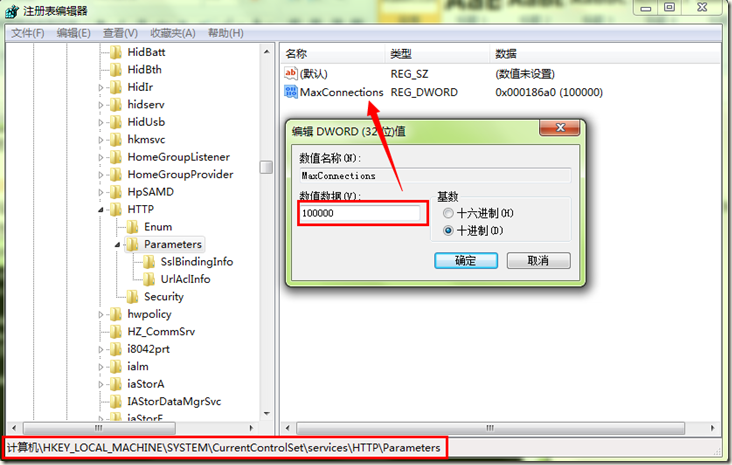 注册表编辑器
文件(F) 编辑(E) 查看(V) 收藏夹(A) 帮助(H)
HidBatt
HidBth
HidIr
hidserv
HidUsb
hkmsvc
HomeGroupListener
HomeGroupProvider
HpSAMD
HTTP
Enum
Parameters
SslBindingInfo
UrlAclInfo
Security
hwpolicy
HZ_CommSrv
i8042prt
ialm
iaStorA
IAStorDataMgrSvc
iaStorF
名称 类型 数据
ab (默认) REG_SZ (数值未设置)
MaxConnections REG_DWORD 0x000186a0 (100000)
编辑 DWORD (32 位)值
数值名称(N):
MaxConnections
数值数据(V):
100000
基数
十六进制(H)
十进制(D)
确定 取消
计算机\HKEY_LOCAL_MACHINE\SYSTEM\CurrentControlSet\services\HTTP\Parameters